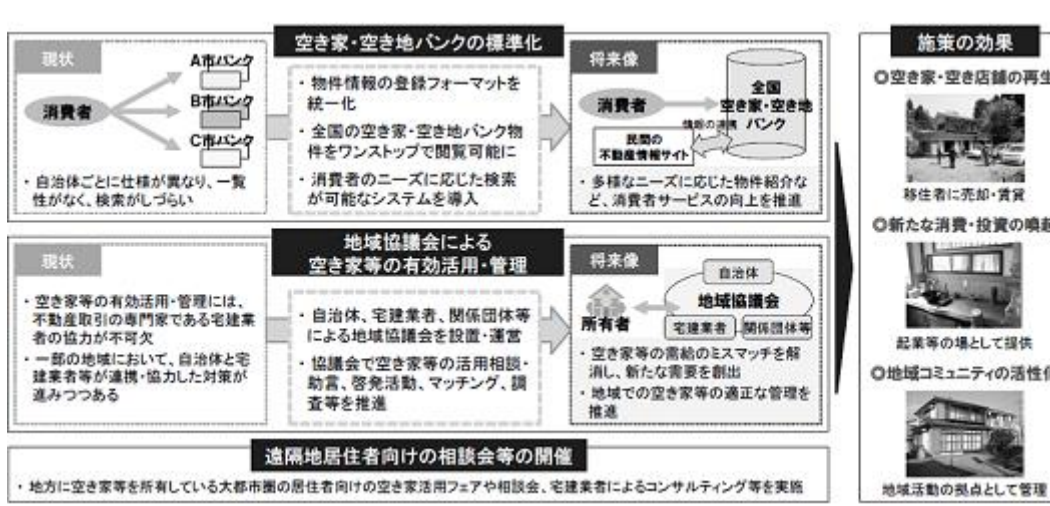 空き家・空き地バンクの標準化
現状
消費者
A市バンク
B市バンク
C市バンク
・自治体ごとに仕様が異なり、一覧
性がなく、検索がしづらい
・物件情報の登録フォーマットを
統一化
・全国の空き家・空き地バンク物
件をワンストップで閲覧可能に
・消費者のニーズに応じた検索
が可能なシステムを導入
将来像
消費者
全国
空き家・空き地
バンク
情報の連携
民間の
不動産情報サイト
・多様なニーズに応じた物件紹介な
ど、消費者サービスの向上を推進
地域協議会による
空き家等の有効活用・管理
現状
・空き家等の有効活用・管理には、
不動産取引の専門家である宅建業
者の協力が不可欠
・一部の地域において、自治体と宅
建業者等が連携・協力した対策が
進みつつある
・自治体、宅建業者、関係団体等
による地域協議会を設置・運営
・協議会で空き家等の活用相談・
助言、啓発活動、マッチング、調
査等を推進
将来像
自治体
地域協議会
所有者
宅建業者
関係団体等
・空き家等の需給のミスマッチを解
消し、新たな需要を創出
・地域での空き家等の適正な管理を
推進
遠隔地居住者向けの相談会等の開催
・地方に空き家等を所有している大都市圏の居住者向けの空き家活用フェアや相談会、宅建業者によるコンサルティング等を実施
施策の効果
◎空き家・空き店舗の再生
移住者に売却・賃貸
◎新たな消費・投資の喚起
起業等の場として提供
◎地域コミュニティの活性化
地域活動の拠点として管理